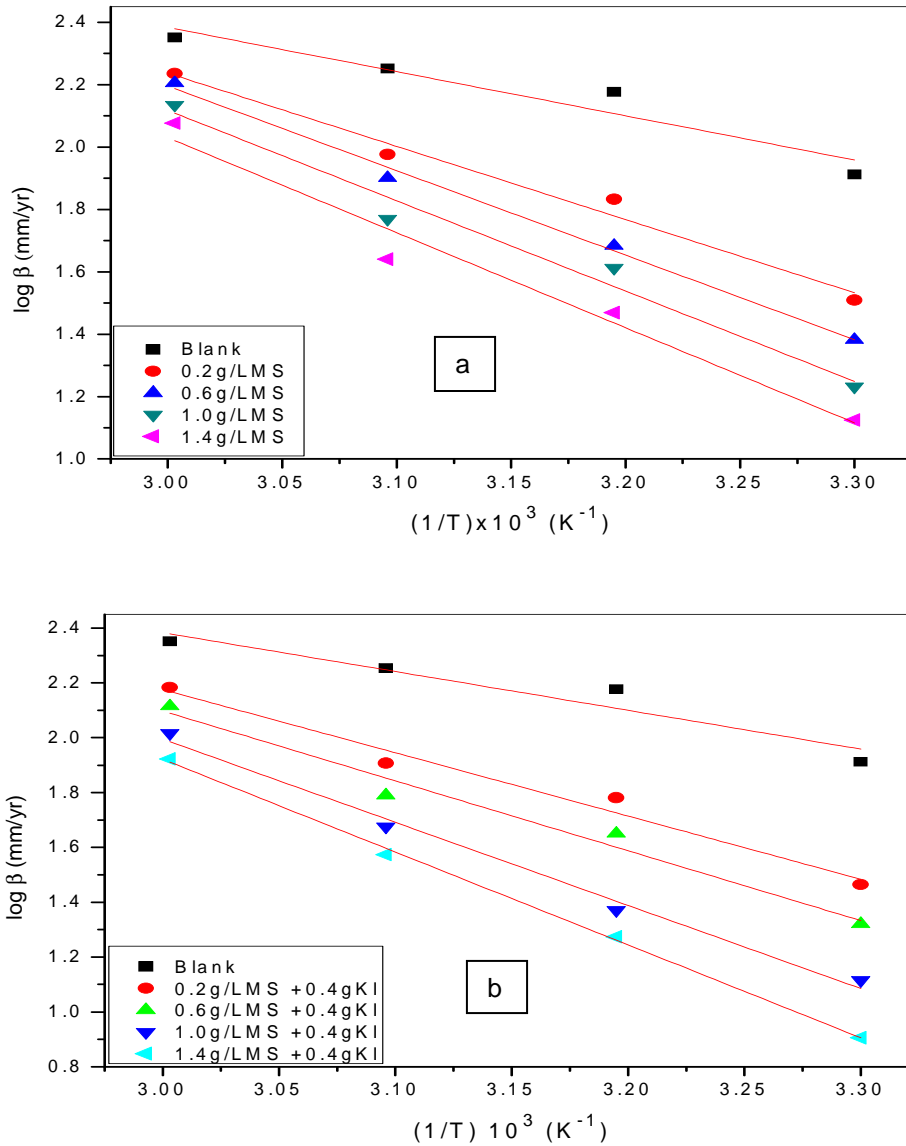 2.4
2.2
2.0
1.8
1.6
1.4
1.2
1.0
log β (mm/yr)
Blank
0.2g/LMS
0.6g/LMS
1.0g/LMS
1.4g/LMS
a
3.00 3.05 3.10 3.15 3.20 3.25 3.30
(1/T)x10³ (K⁻¹)
2.4
2.2
2.0
1.8
1.6
1.4
1.2
1.0
0.8
log β (mm/yr)
Blank
0.2g/LMS +0.4gKI
0.6g/LMS +0.4gKI
1.0g/LMS +0.4gKI
1.4g/LMS +0.4gKI
b
3.00 3.05 3.10 3.15 3.20 3.25 3.30
(1/T) 10³ (K⁻¹)